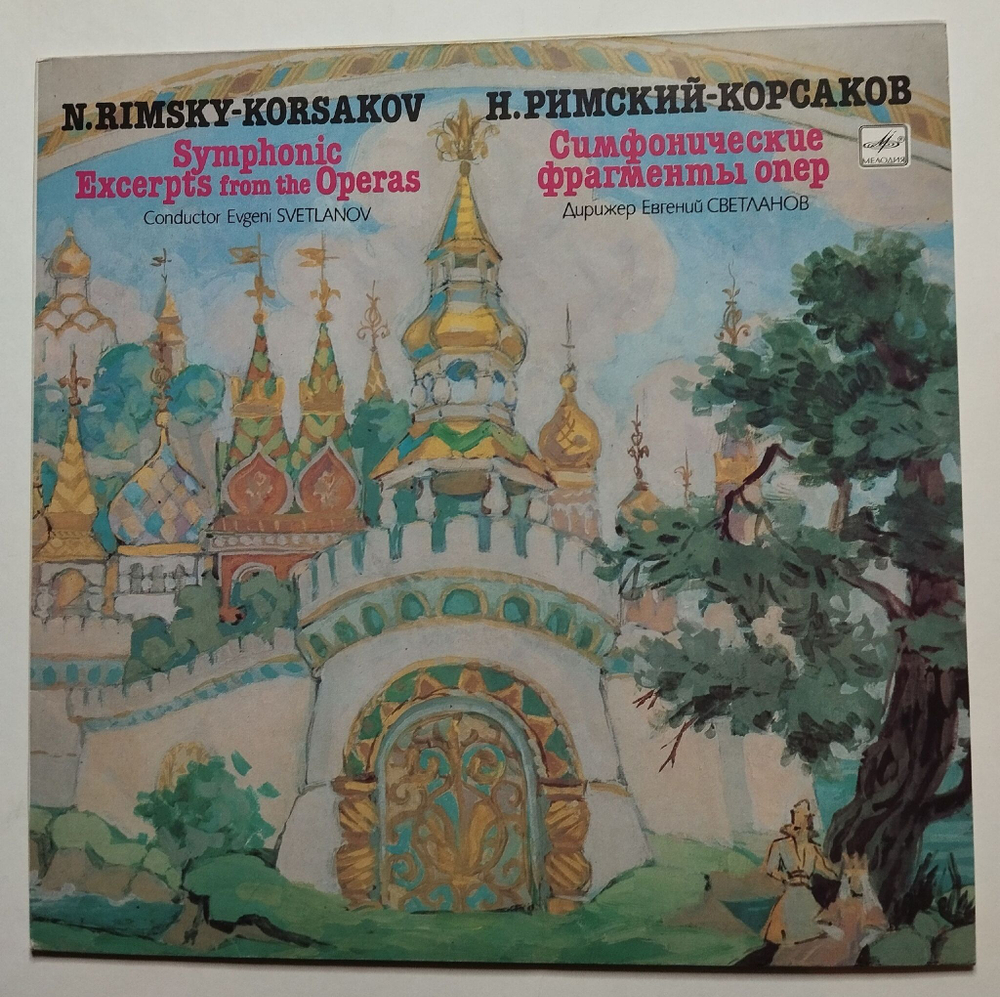 N.RIMSKY-KORSAKOV
Symphonic
Excerpts from the Operas
Conductor Evgeni SVETLANOV
Н.РИМСКИЙ-КОРСАКОВ
Симфонические
фрагменты опер
Дирижер Евгений СВЕТЛАНОВ
МЕЛОДИЯ